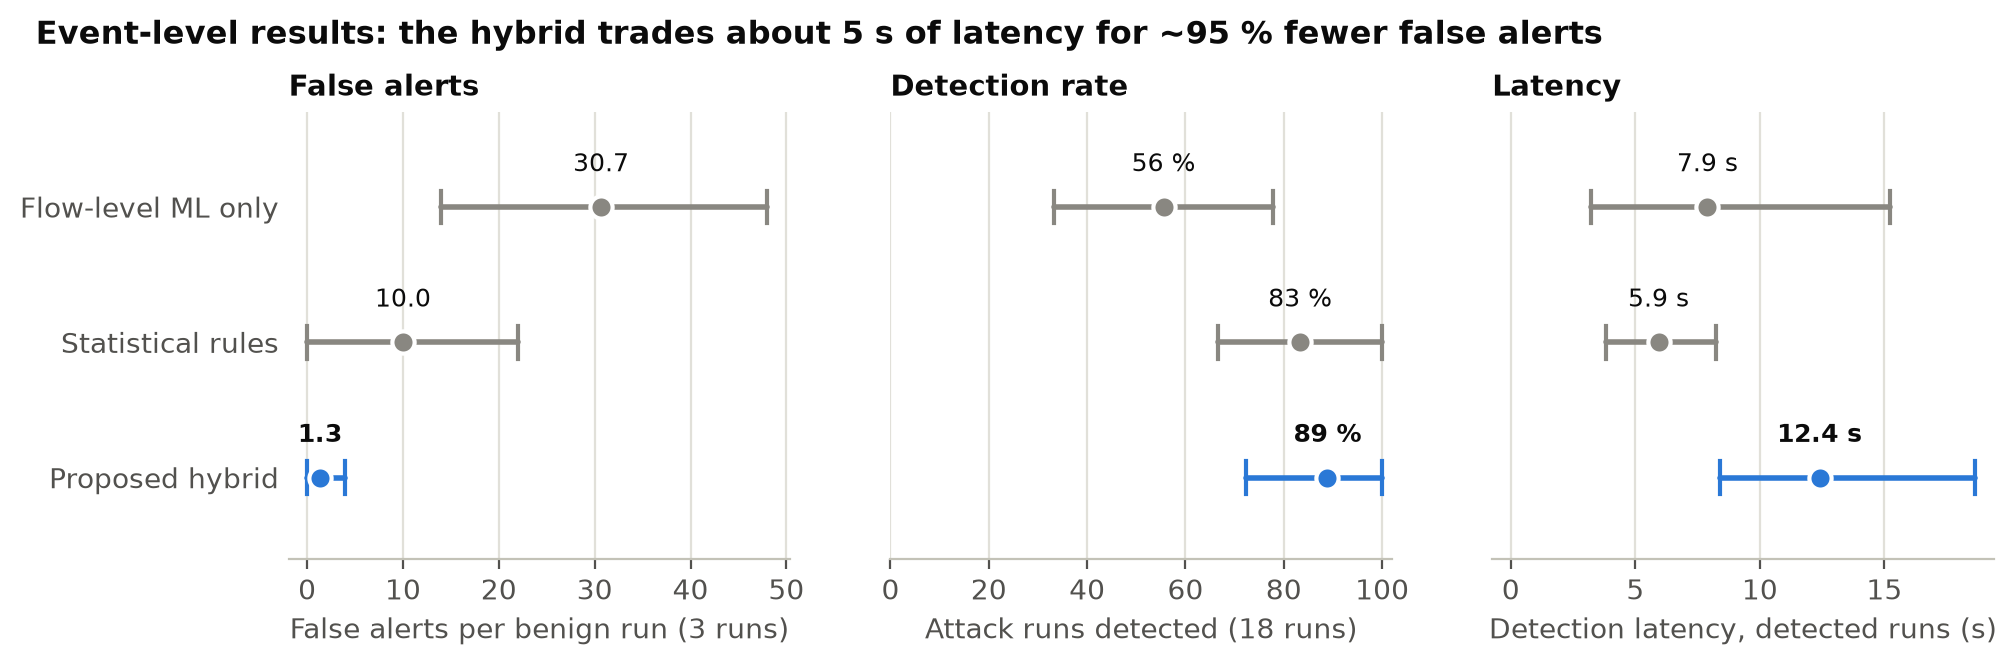 Event-level results: the hybrid trades about 5 s of latency for ~95 % fewer false alerts
False alerts
Detection rate
Latency
Flow-level ML only
30.7
56 %
7.9 s
Statistical rules
10.0
83 %
5.9 s
Proposed hybrid
1.3
89 %
12.4 s
0 10 20 30 40 50
0 20 40 60 80 100
0 5 10 15
False alerts per benign run (3 runs)
Attack runs detected (18 runs)
Detection latency, detected runs (s)